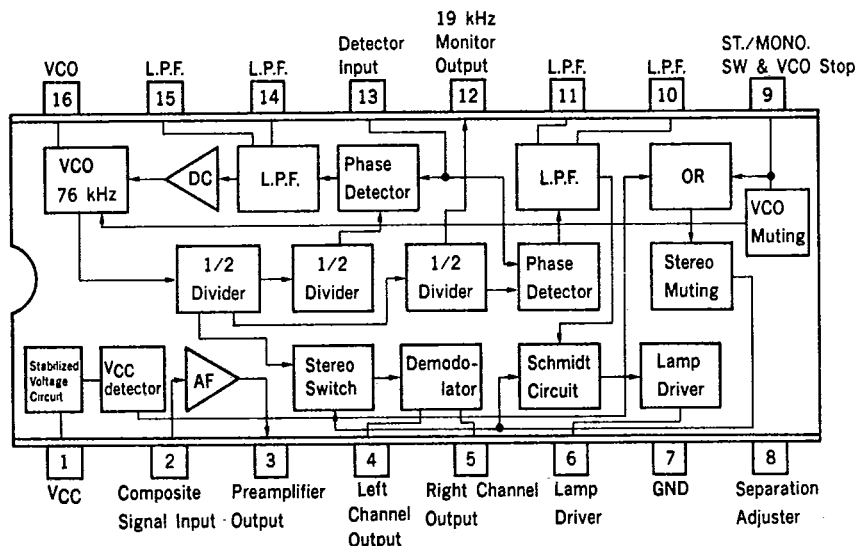 19 kHz
Detector Monitor ST./MONO.
VCO L.P.F. L.P.F. Input Output L.P.F. L.P.F. SW & VCO Stop
16 15 14 13 12 11 10 9
VCO
76 kHz
DC
L.P.F.
Phase
Detector
L.P.F.
OR
VCO
Muting
1/2
Divider
1/2
Divider
1/2
Divider
Phase
Detector
Stereo
Muting
Stabilized
Voltage
Circurt
VCC
detector
AF
Stereo
Switch
Demodo-
lator
Schmidt
Circuit
Lamp
Driver
1 2 3 4 5 6 7 8
VCC
Composite
Signal Input
Preamplifier
Output
Left
Channel
Output
Right Channel
Output
Lamp
Driver
GND
Separation
Adjuster